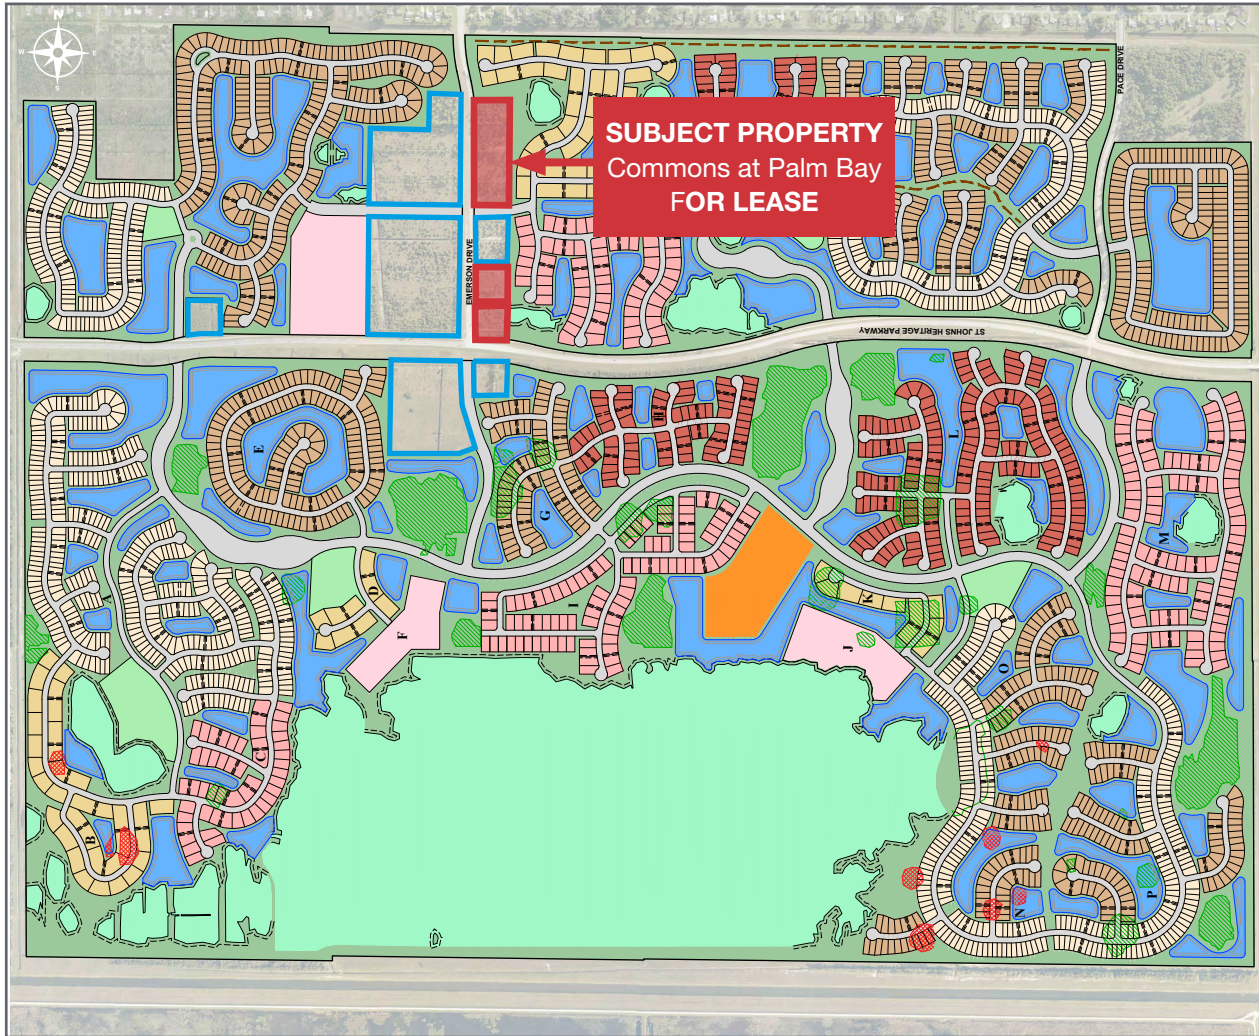 N
W
E
S
PACE DRIVE
SUBJECT PROPERTY
Commons at Palm Bay
FOR LEASE
EMERSON DRIVE
ST JOHNS HERITAGE PARKWAY
E
H
L
G
M
A
D
I
K
F
J
O
C
B
P
N